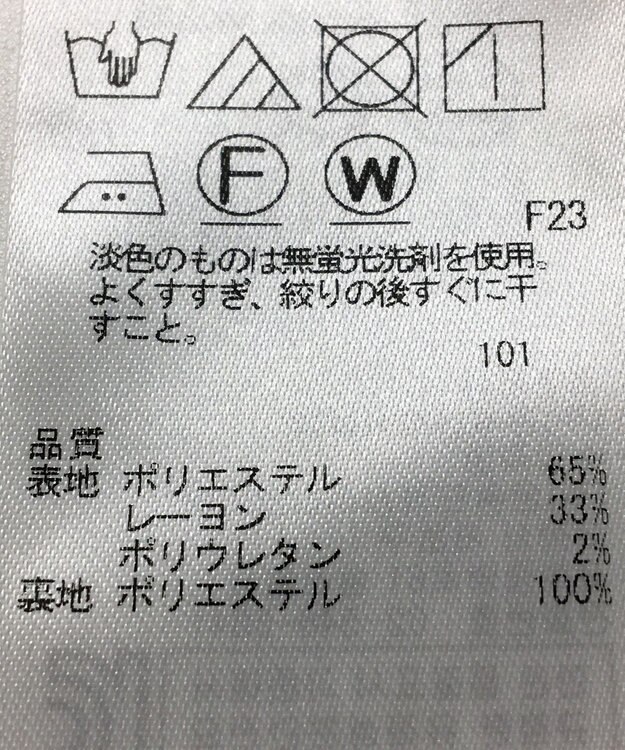 F
W
F23
淡色のものは無蛍光洗剤を使用。
よくすすぎ、絞りの後すぐに干
すこと。
101
品質
表地 ポリエステル 65%
レーヨン 33%
ポリウレタン 2%
裏地 ポリエステル 100%